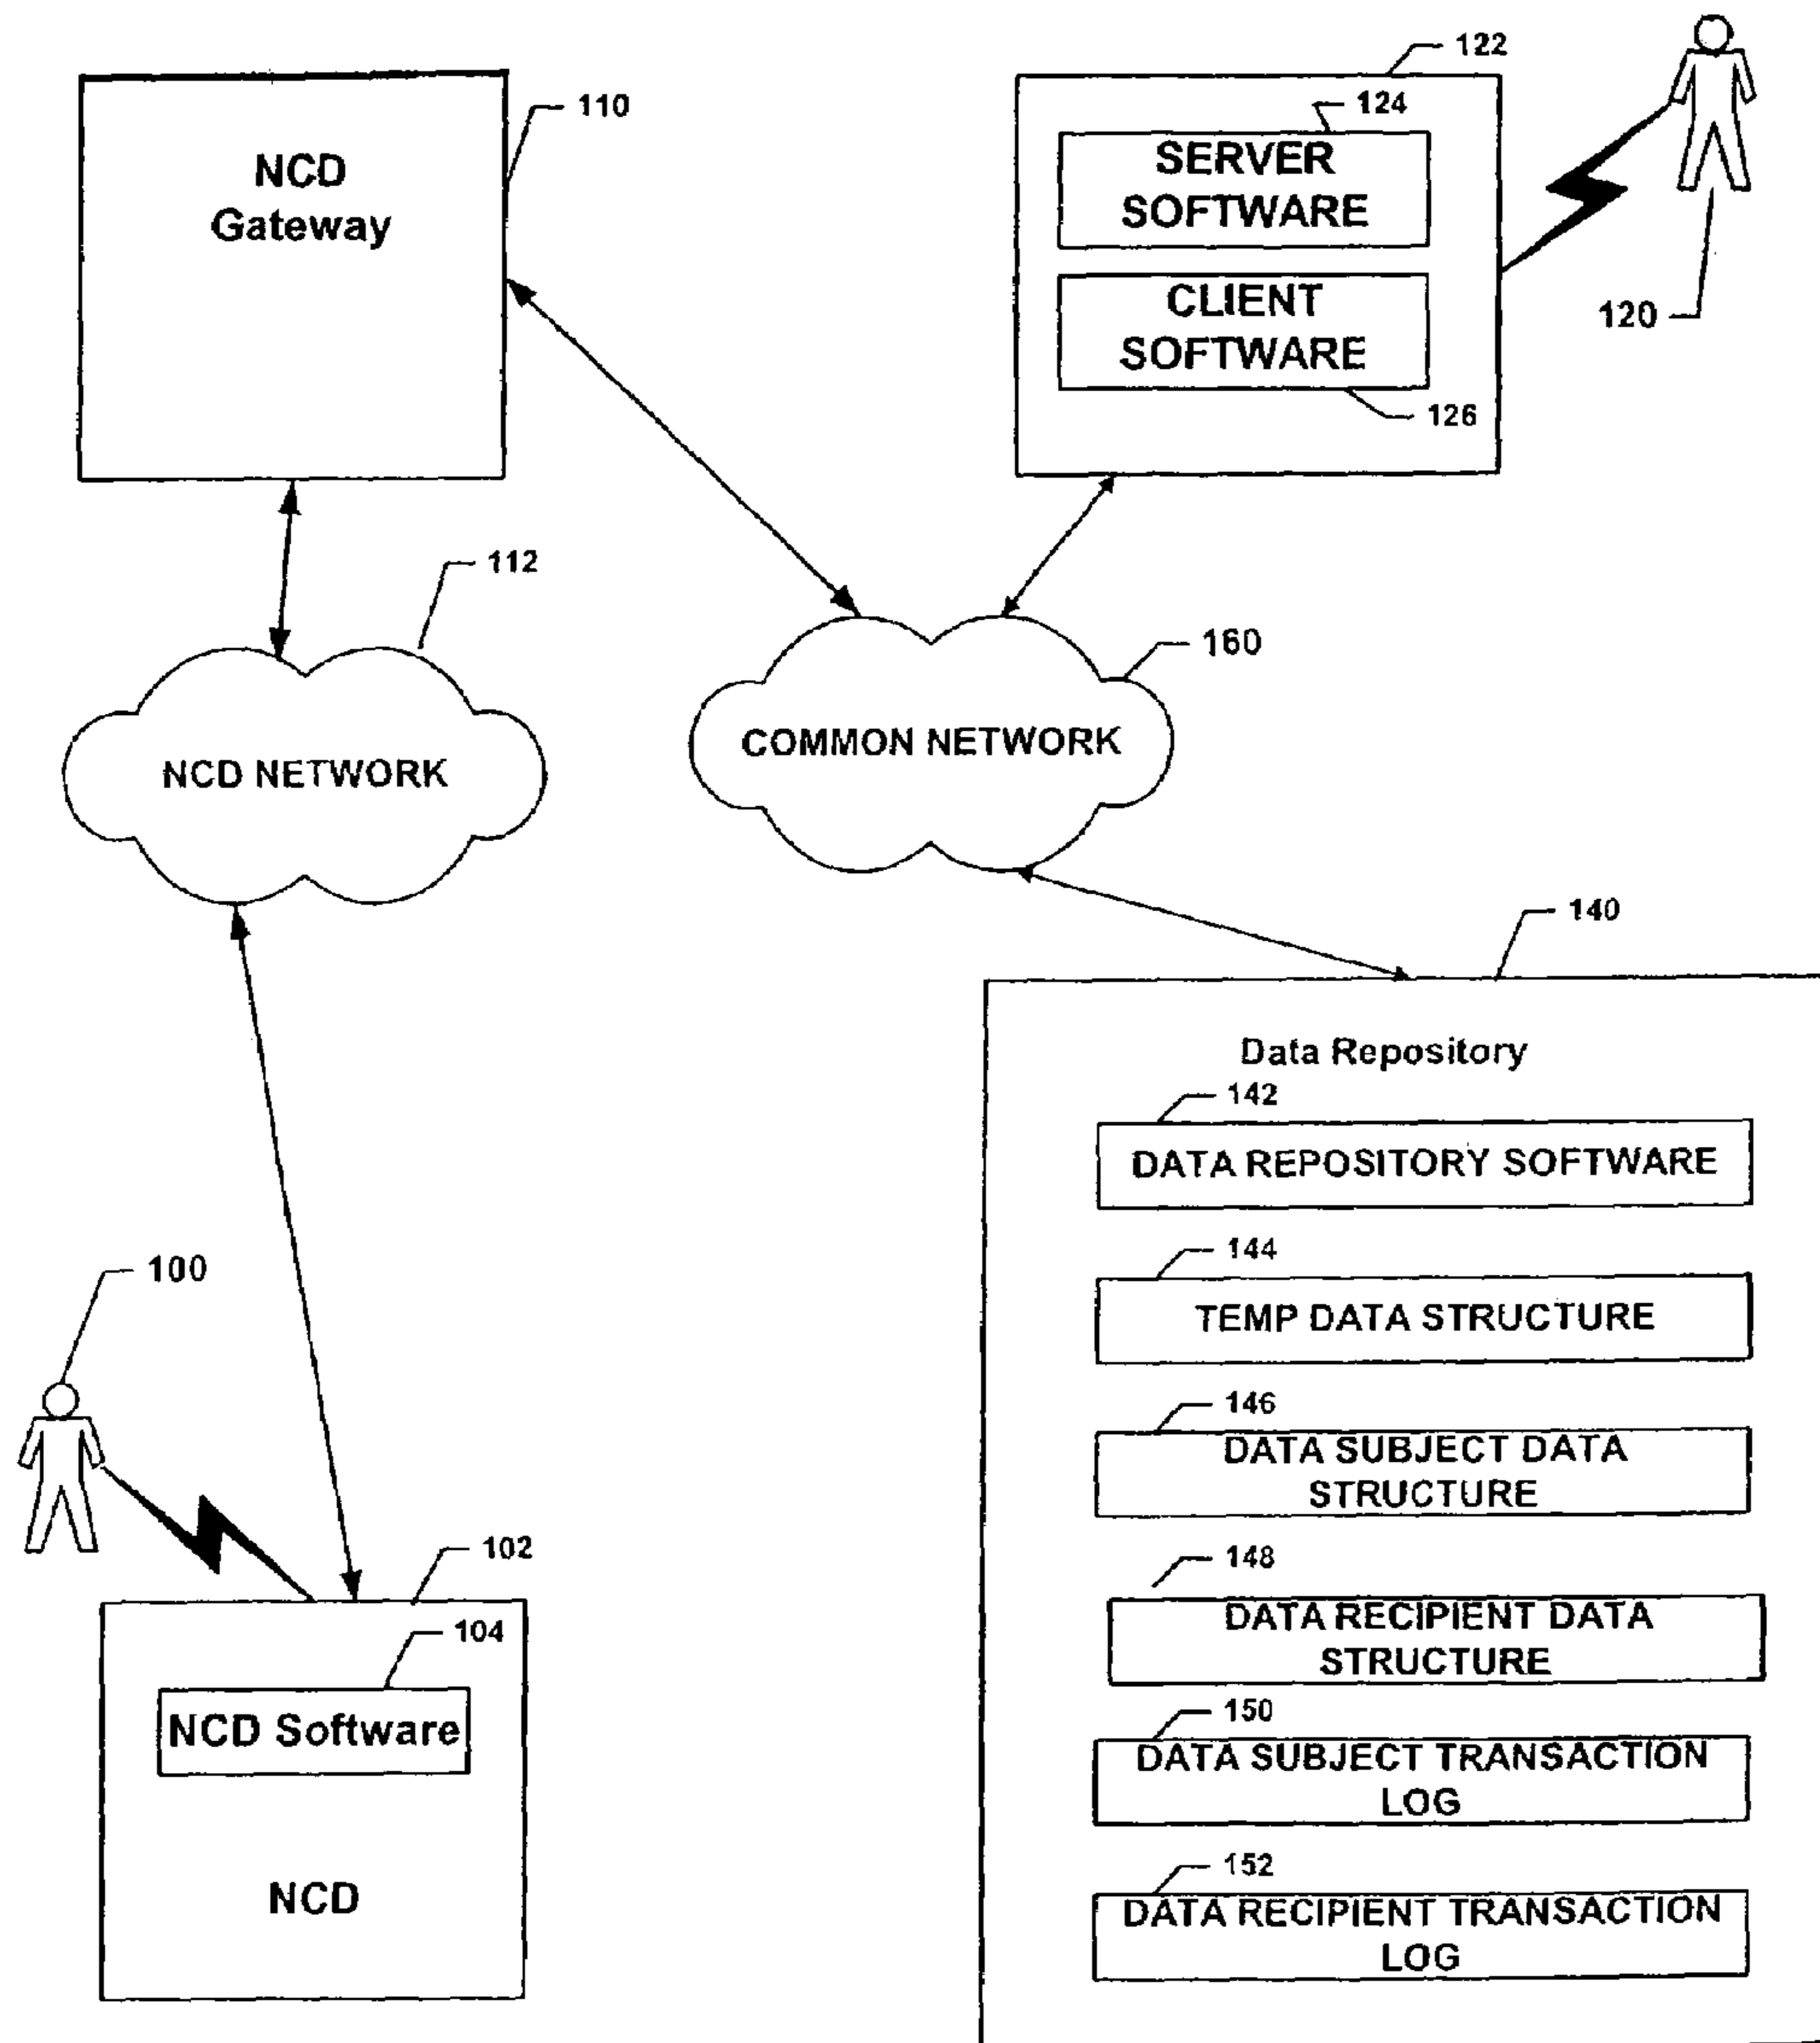 110
NCD
Gateway
122
124
SERVER
SOFTWARE
CLIENT
SOFTWARE
126
120
112
NCD NETWORK
160
COMMON NETWORK
140
Data Repository
142
DATA REPOSITORY SOFTWARE
144
TEMP DATA STRUCTURE
146
DATA SUBJECT DATA
STRUCTURE
148
DATA RECIPIENT DATA
STRUCTURE
150
DATA SUBJECT TRANSACTION
LOG
152
DATA RECIPIENT TRANSACTION
LOG
100
102
104
NCD Software
NCD